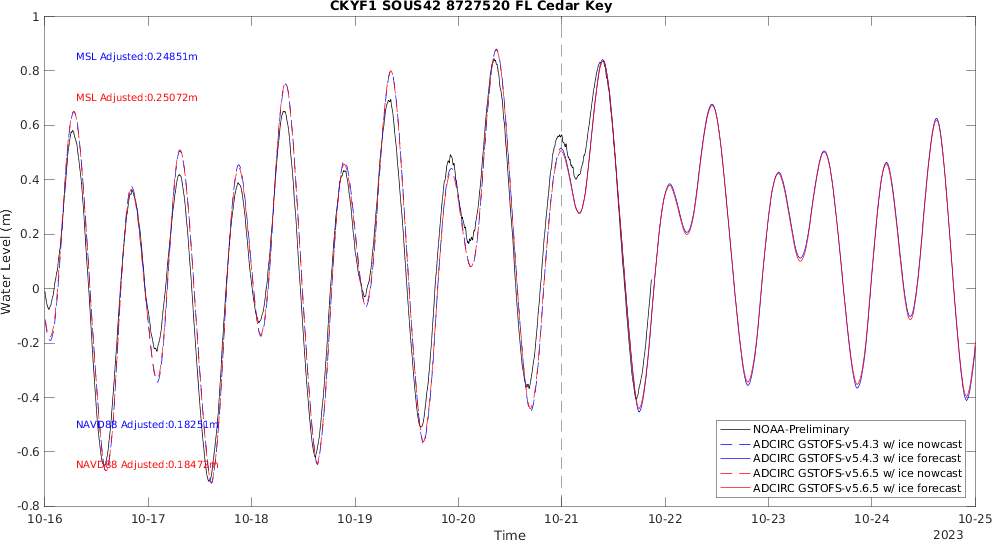 CKYF1 SOUS42 8727520 FL Cedar Key
1
0.8
0.6
0.4
0.2
0
-0.2
-0.4
-0.6
-0.8
Water Level (m)
MSL Adjusted:0.24851m
MSL Adjusted:0.25072m
NAVD88 Adjusted:0.18251m
NAVD88 Adjusted:0.18472m
NOAA-Preliminary
ADCIRC GSTOFS-v5.4.3 w/ ice nowcast
ADCIRC GSTOFS-v5.4.3 w/ ice forecast
ADCIRC GSTOFS-v5.6.5 w/ ice nowcast
ADCIRC GSTOFS-v5.6.5 w/ ice forecast
10-16 10-17 10-18 10-19 10-20 10-21 10-22 10-23 10-24 10-25
Time
2023